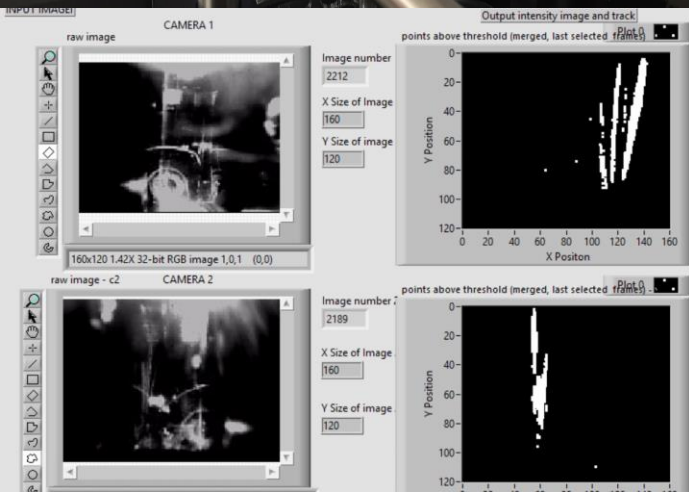 INPUT IMAGE!
CAMERA 1
raw image
Image number
2212
X Size of Image
160
Y Size of image
120
160x120 1.42X 32-bit RGB image 1,0,1 (0,0)
Output intensity image and track
Plot 0
points above threshold (merged, last selected frames)
0
20
40
60
80
100
120
Y Position
0 20 40 60 80 100 120 140 160
X Positon
raw image - c2
CAMERA 2
Image number 2
2189
X Size of Image
160
Y Size of image
120
Plot 0
points above threshold (merged, last selected frames) -
0
20
40
60
80
100
120
Y Position